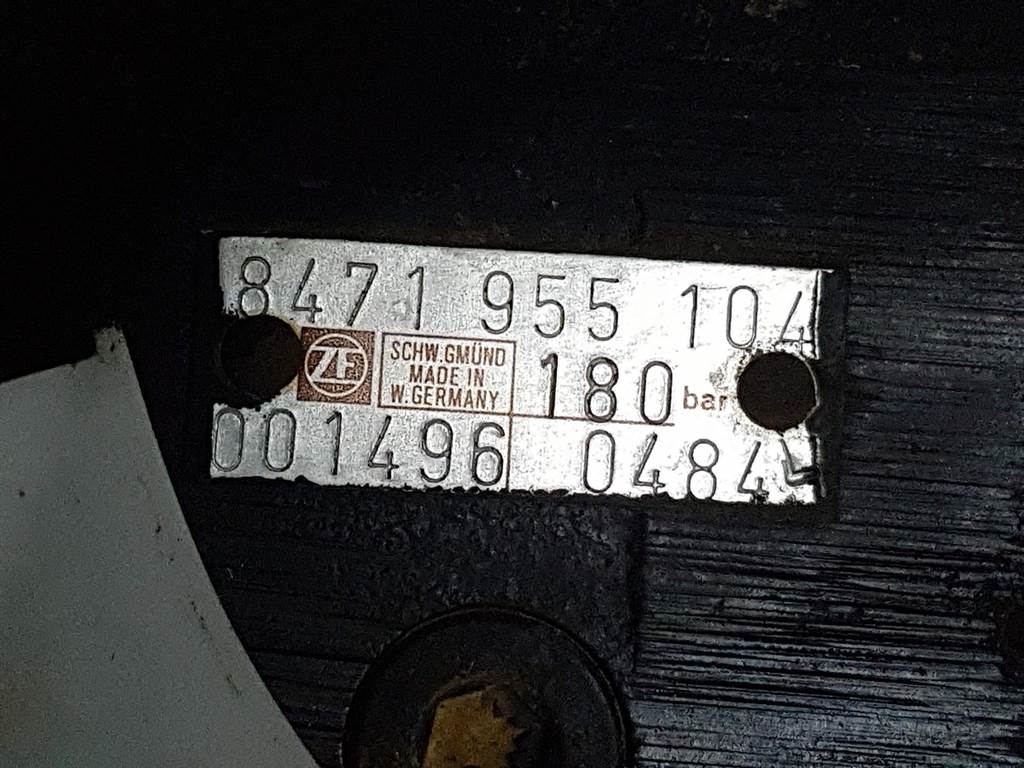 8471 955 104
ZF
SCHW.GMÜND
MADE IN
W.GERMANY
180 bar
001496 0484